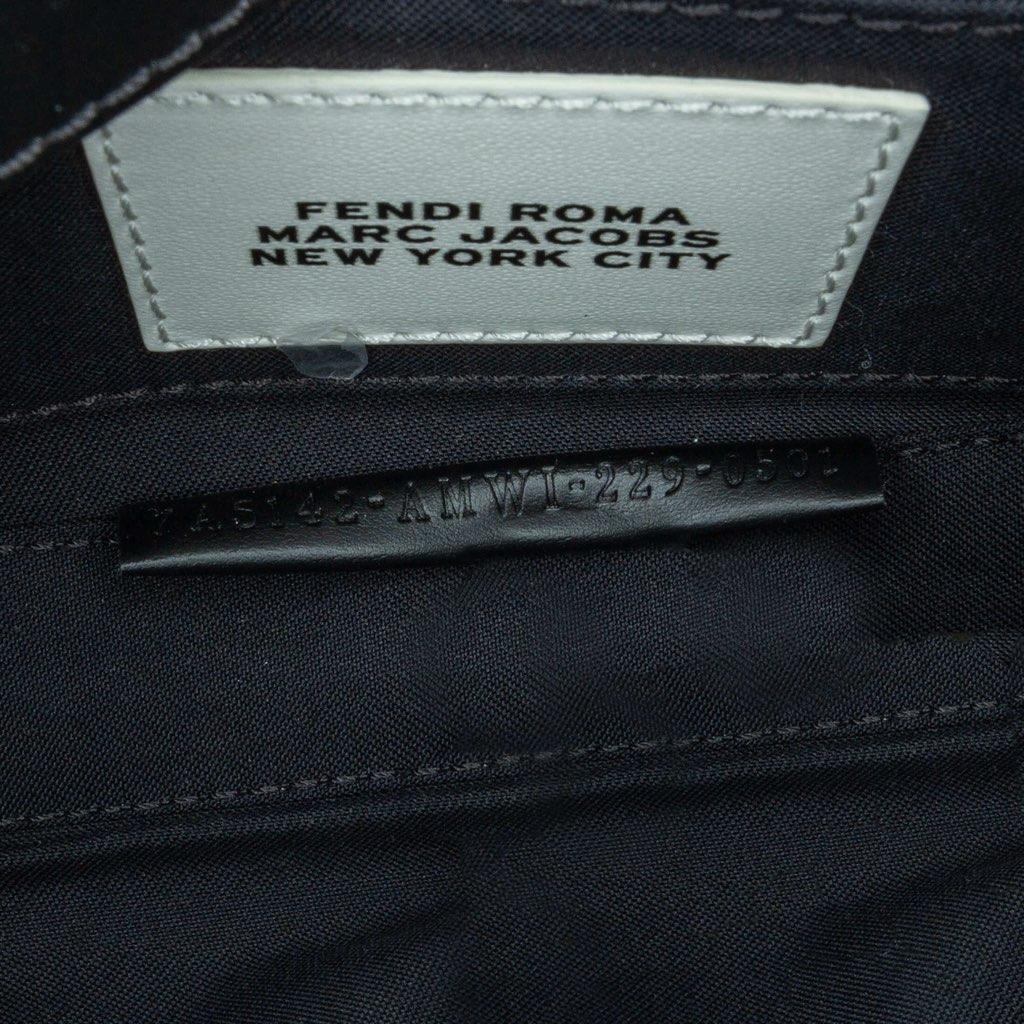 FENDI ROMA
MARC JACOBS
NEW YORK CITY
7AS142-AMWI-229-0501